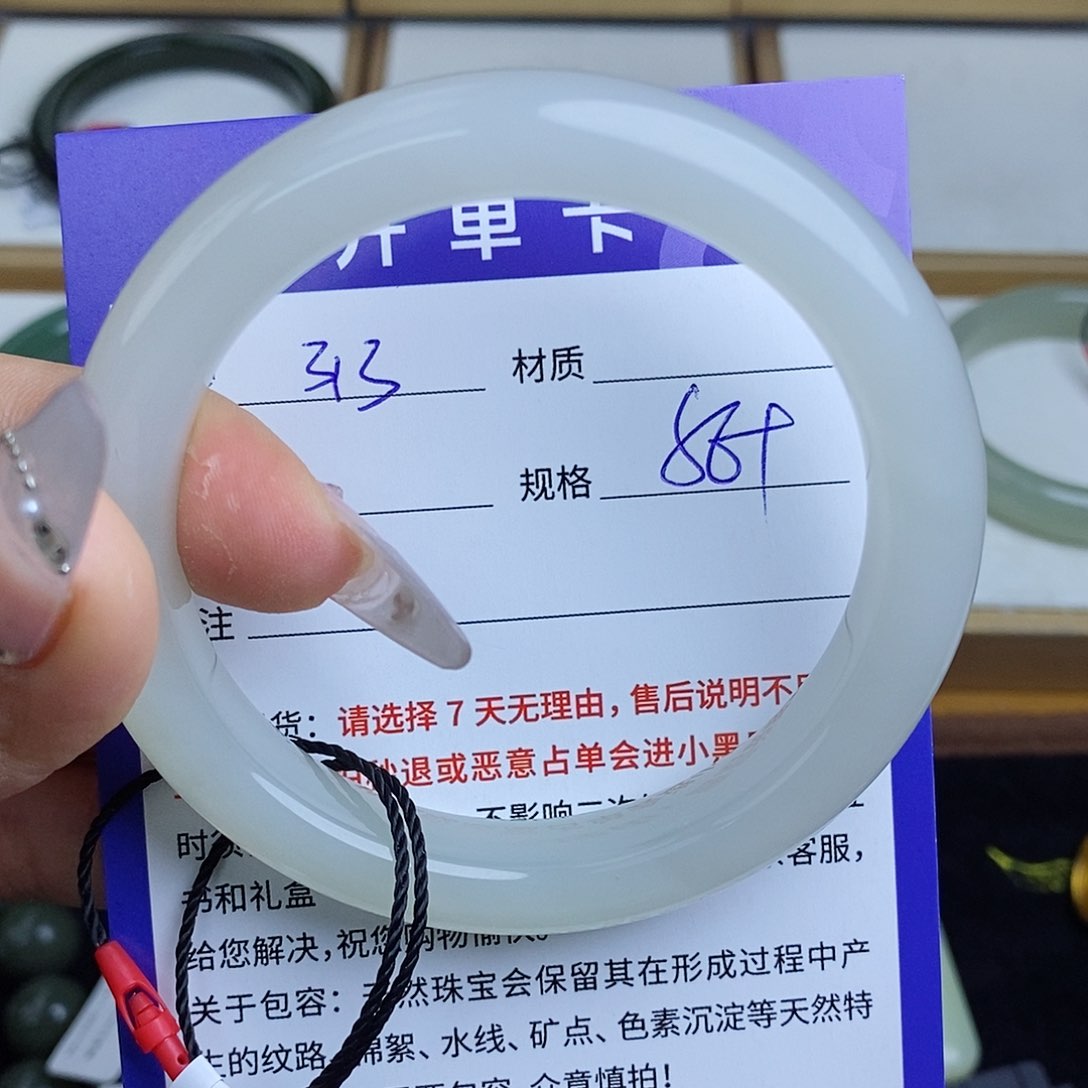 开单卡
313 材质
规格
注
货：请选择7天无理由，售后说明不
秒退或恶意占单会进小黑
不影响二次
时 客服，
书和礼盒
给您解决，祝您购物愉快。
关于包容：天然珠宝会保留其在形成过程中产
生的纹路、棉絮、水线、矿点、色素沉淀等天然特
介意慎拍！